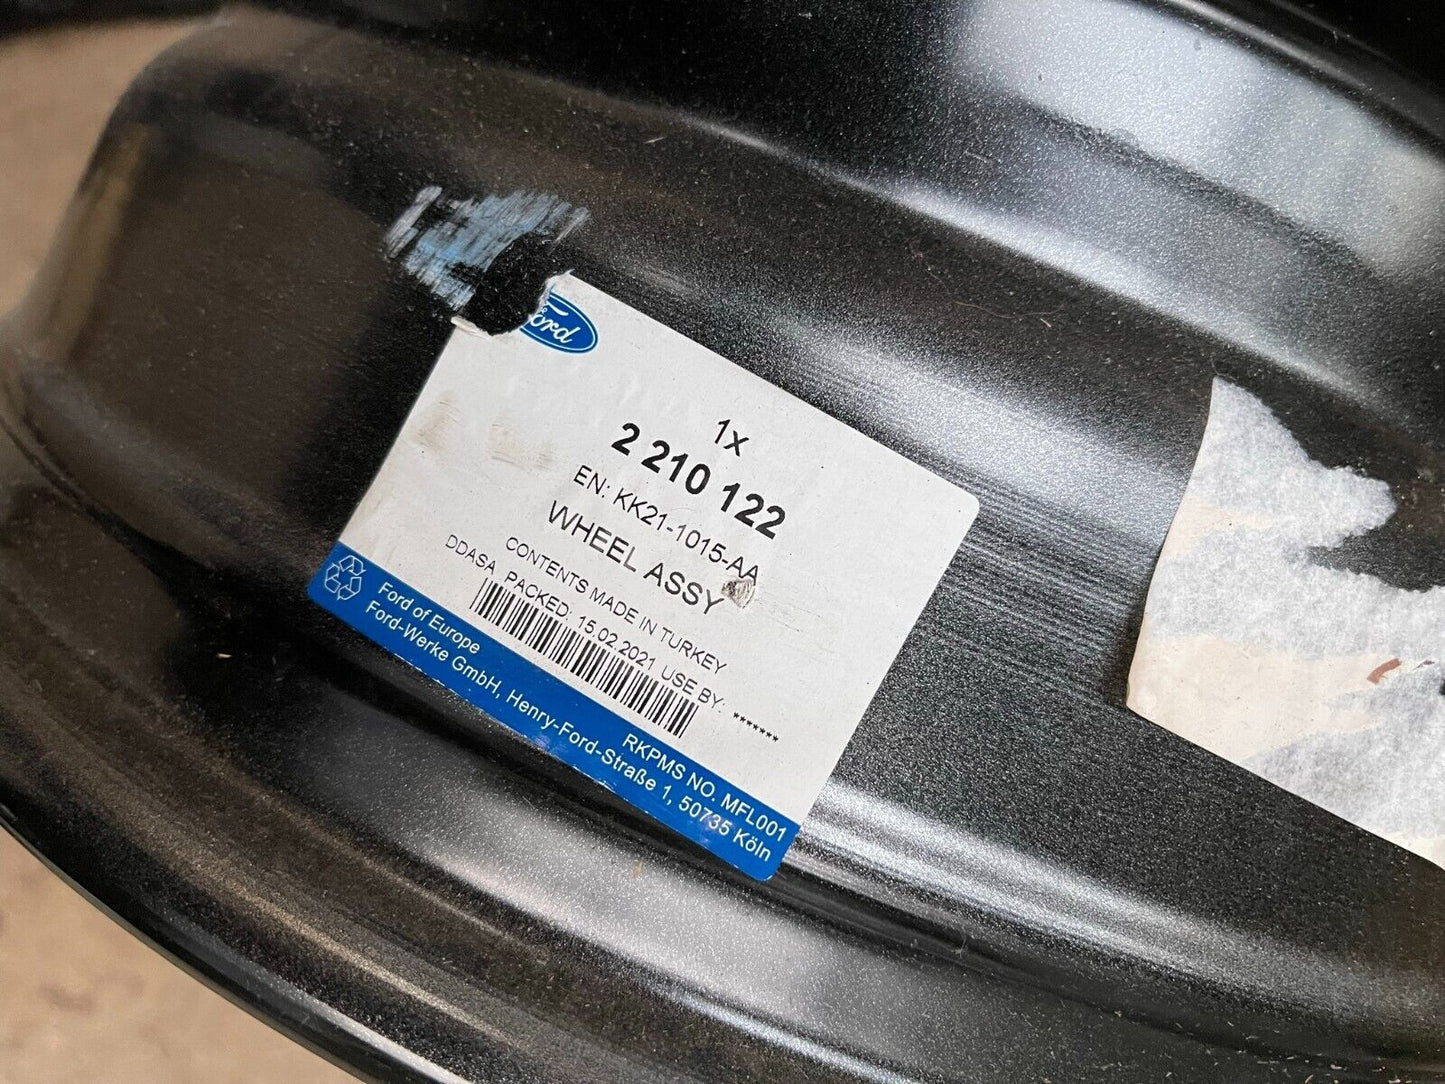 Ford
1x
2 210 122
EN: KK21-1015-AA
WHEEL ASSY
CONTENTS MADE IN TURKEY
DDASA PACKED: 15.02.2021 USE BY: *******
RKPMS NO. MFL001
Ford of Europe
Ford-Werke GmbH, Henry-Ford-Straße 1, 50735 Köln